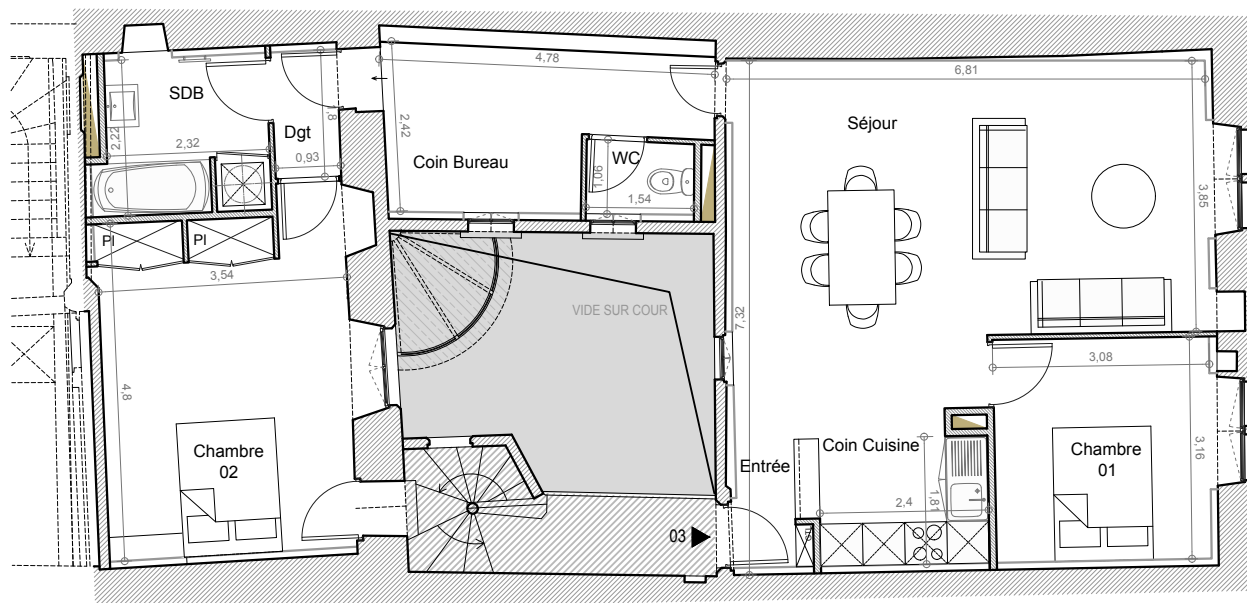 SDB
2,22
2,32
Dgt
1,8
0,93
4,78
2,42
Coin Bureau
WC
1,06
1,54
6,81
Séjour
3,85
Pl
Pl
3,54
VIDE SUR COUR
7,32
4,8
3,08
Chambre
02
Entrée
Coin Cuisine
2,4
1,81
Chambre
01
3,16
03